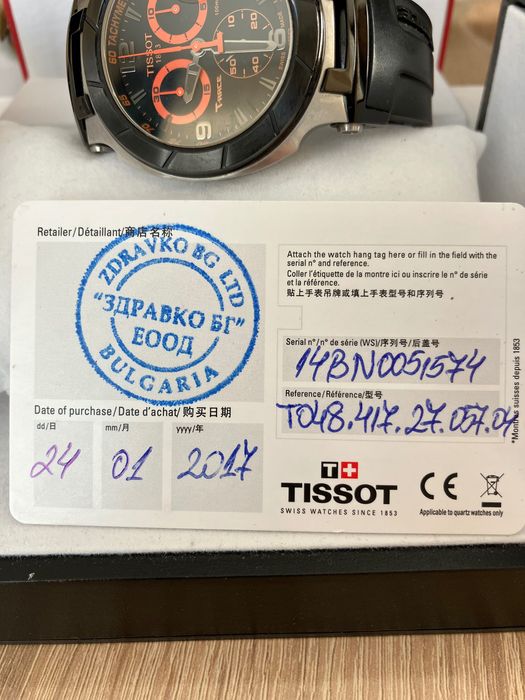 60 TACHYMETRE
TISSOT
1853
T-RACE
Retailer/Détaillant/商店名称
ZDRAVKO BG LTD
"ЗДРАВКО БГ"
ЕООД
BULGARIA
Attach the watch hang tag here or fill in the field with the
serial n° and reference.
Coller l'étiquette de la montre ici ou inscrire le n° de série
et la référence.
贴上手表吊牌或填上手表型号和序列号
Serial n°/n° de série (WS)/序列号/后盖号
14BN0051574
Reference/Référence/型号
T048.417.27.057.04
Date of purchase/Date d'achat/购买日期
dd/日 mm/月 yyyy/年
24 01 2017
T+
TISSOT
SWISS WATCHES SINCE 1853
CE
Applicable to quartz watches only
*Montres suisses depuis 1853